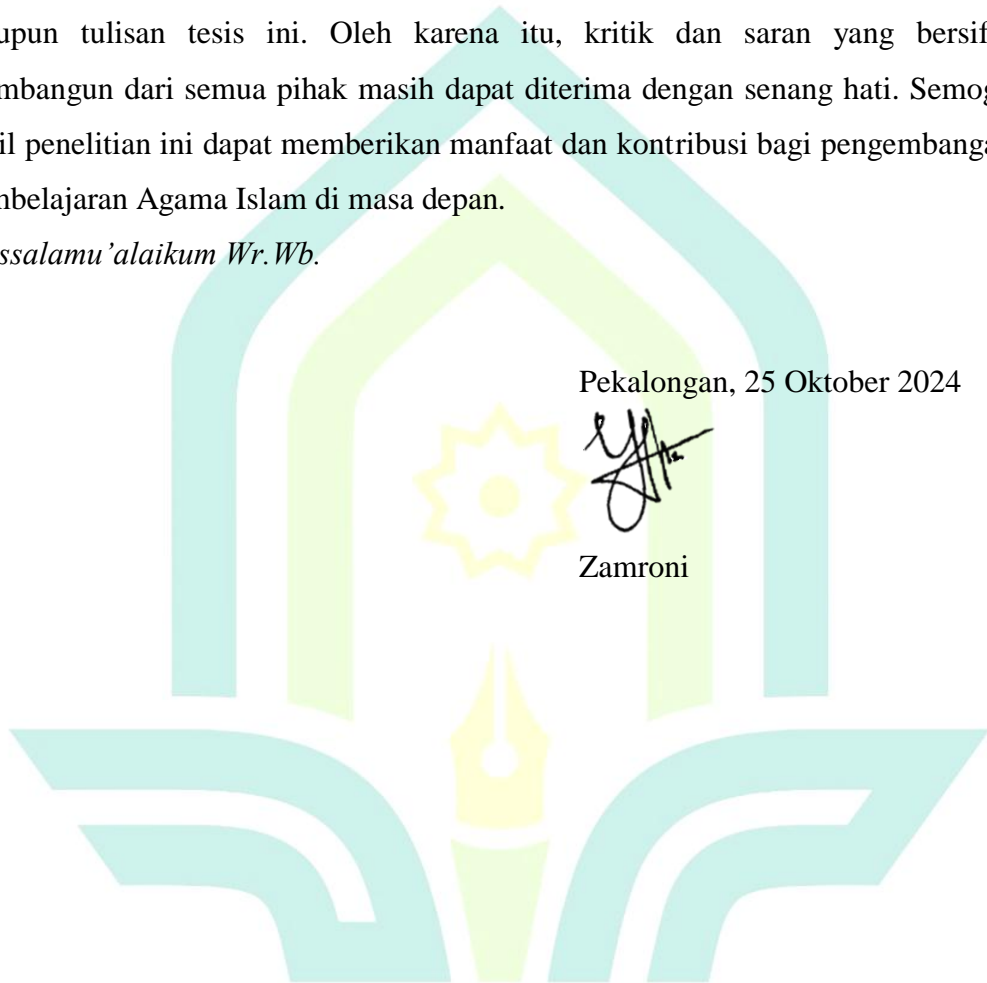 upun tulisan tesis ini. Oleh karena itu, kritik dan saran yang bersif
mbangun dari semua pihak masih dapat diterima dengan senang hati. Semog
il penelitian ini dapat memberikan manfaat dan kontribusi bagi pengembanga
mbelajaran Agama Islam di masa depan.
ssalamu’alaikum Wr.Wb.
Pekalongan, 25 Oktober 2024
Zamroni